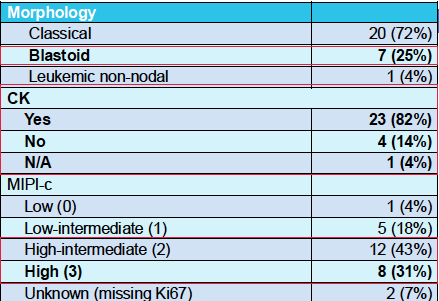 Morphology
Classical 20 (72%)
Blastoid 7 (25%)
Leukemic non-nodal 1 (4%)
CK
Yes 23 (82%)
No 4 (14%)
N/A 1 (4%)
MIPI-c
Low (0) 1 (4%)
Low-intermediate (1) 5 (18%)
High-intermediate (2) 12 (43%)
High (3) 8 (31%)
Unknown (missing Ki67) 2 (7%)